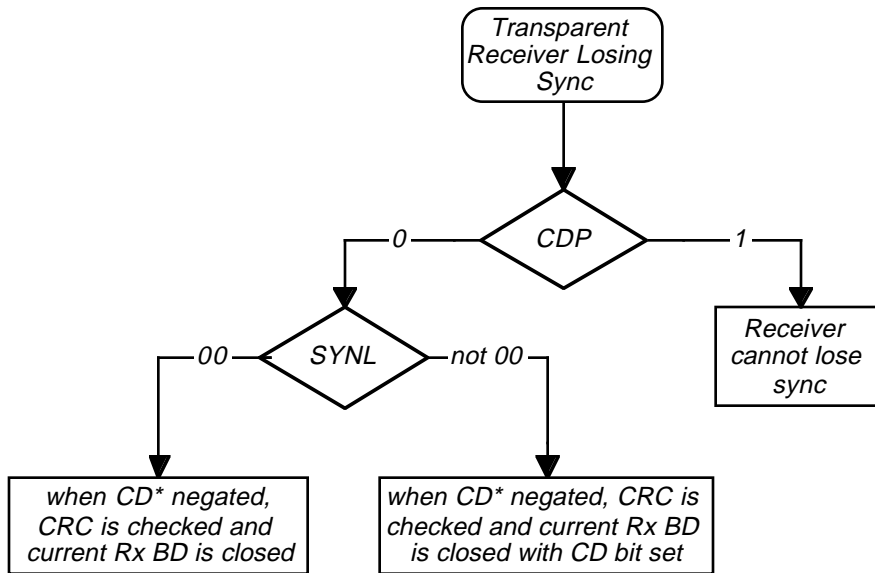 Transparent
Receiver Losing
Sync
CDP
0
1
SYNL
00
not 00
Receiver
cannot lose
sync
when CD* negated,
CRC is checked and
current Rx BD is closed
when CD* negated, CRC is
checked and current Rx BD
is closed with CD bit set